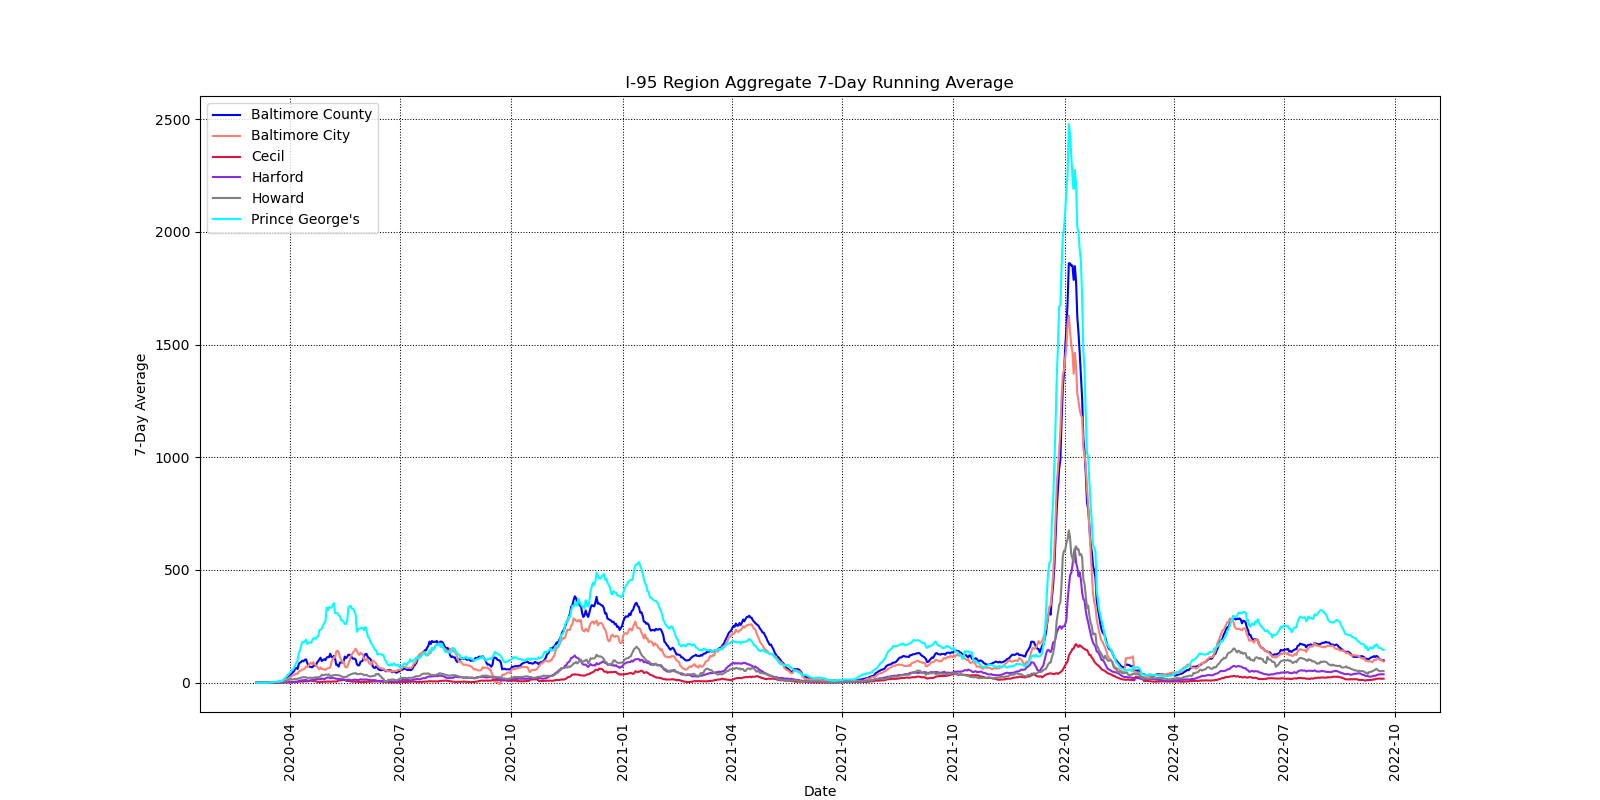 I-95 Region Aggregate 7-Day Running Average
Baltimore County
Baltimore City
Cecil
Harford
Howard
Prince George's
2500
2000
1500
1000
500
0
7-Day Average
2020-04
2020-07
2020-10
2021-01
2021-04
2021-07
2021-10
2022-01
2022-04
2022-07
2022-10
Date